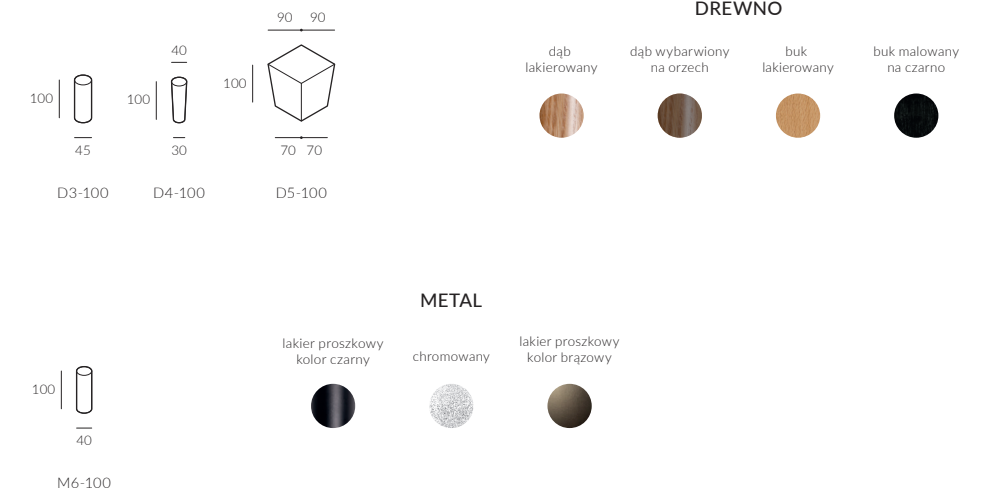 DREWNO
90 90
40
100
100
100
45
30
70 70
D3-100
D4-100
D5-100
dąb
lakierowany
dąb wybarwiony
na orzech
buk
lakierowany
buk malowany
na czarno
METAL
lakier proszkowy
kolor czarny
chromowany
lakier proszkowy
kolor brązowy
100
40
M6-100